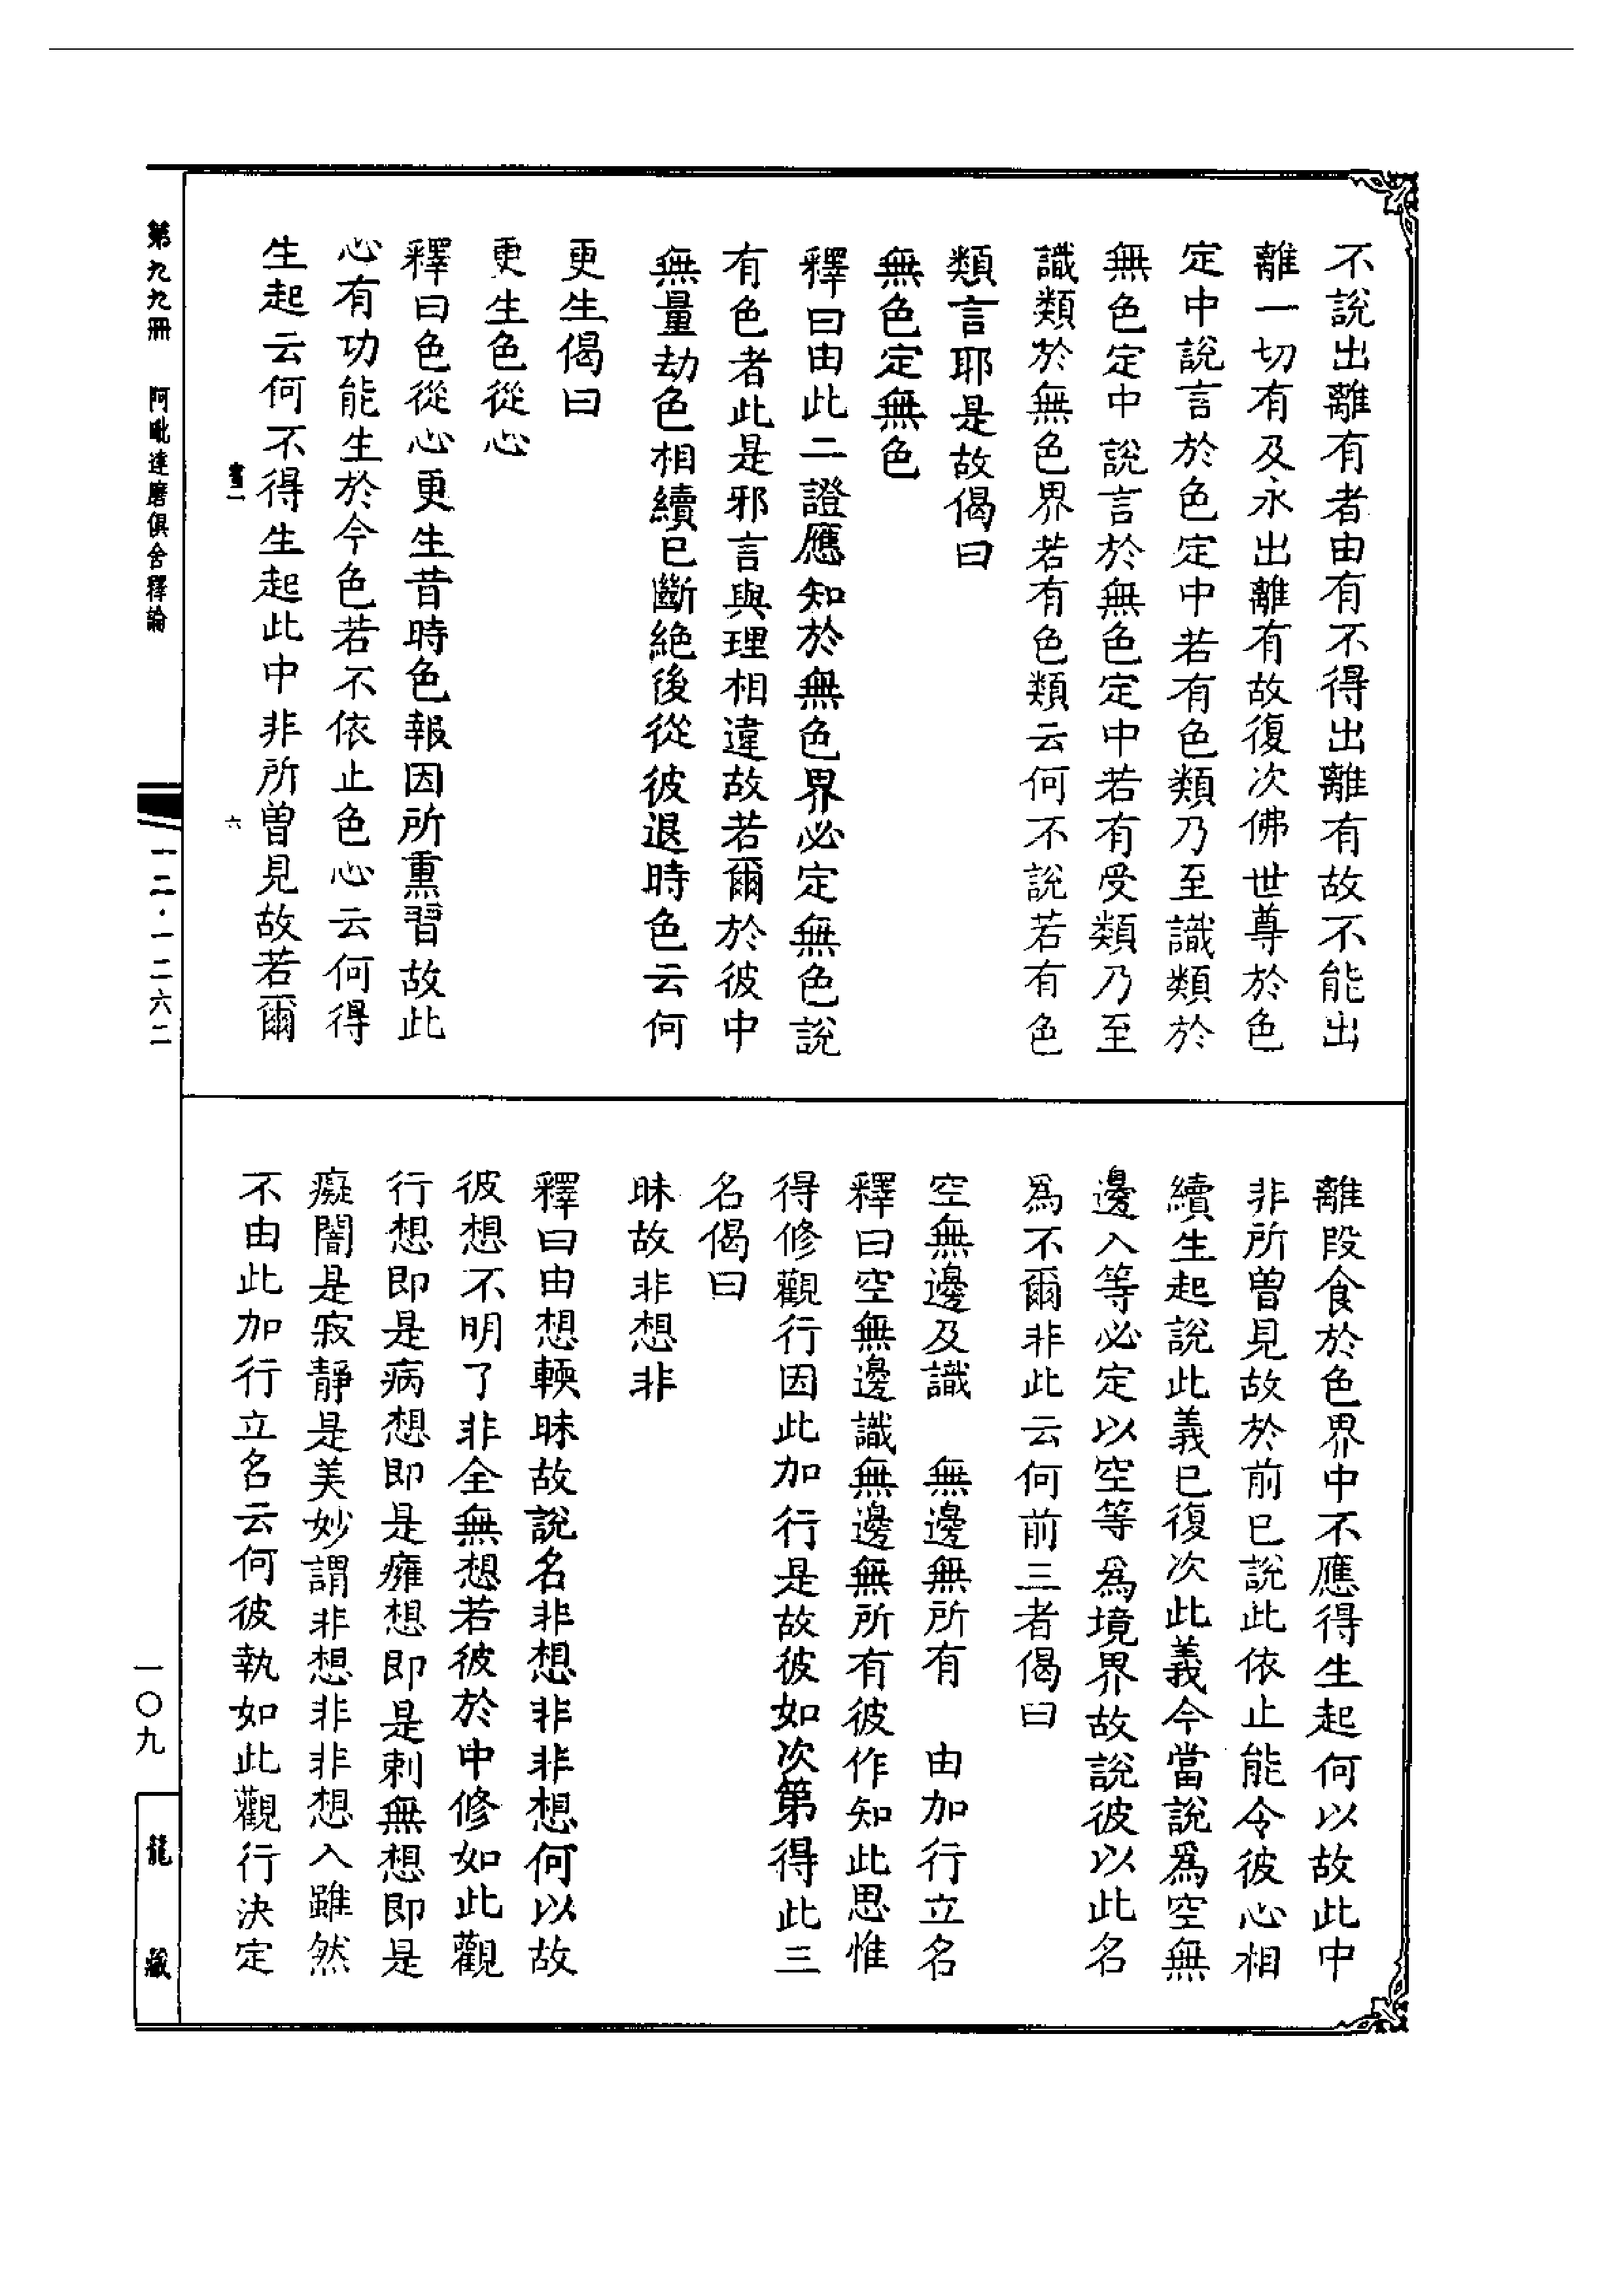 不說出離有者由有不得出離有故不能出
離一切有及永出離有故復次佛世尊於色
定中說言於色定中若有色類乃至識類於
無色定中說言於無色定中若有受類乃至
識類於無色界若有色類云何不說若有色
類言耶是故偈曰
無色定無色
釋曰由此二證應知於無色界必定無色說
有色者此是邪言與理相違故若爾於彼中
無量劫色相續已斷絕後從彼退時色云何
更生偈曰
更生色從心
釋曰色從心更生昔時色報因所熏習故此
心有功能生於今色若不依止色心云何得
生起云何不得生起此中非所曾見故若爾
六
離段食於色界中不應得生起何以故此中
非所曾見故於前已說此依止能令彼心相
續生起說此義已復次此義今當說爲空無
邊入等必定以空等爲境界故說彼以此名
爲不爾非此云何前三者偈曰
空無邊及識　無邊無所有　由加行立名
釋曰空無邊識無邊無所有彼作知此思惟
得修觀行因此加行是故彼如次第得此三
名偈曰
昧故非想非
釋曰由想輭昧故說名非想非非想何以故
彼想不明了非全無想若彼於中修如此觀
行想即是病想即是癰想即是刺無想即是
癡闇是寂靜是美妙謂非想非非想入雖然
不由此加行立名云何彼執如此觀行決定
第九九冊　阿毗達磨俱舍釋論
一二·一二六二
一〇九
龍藏